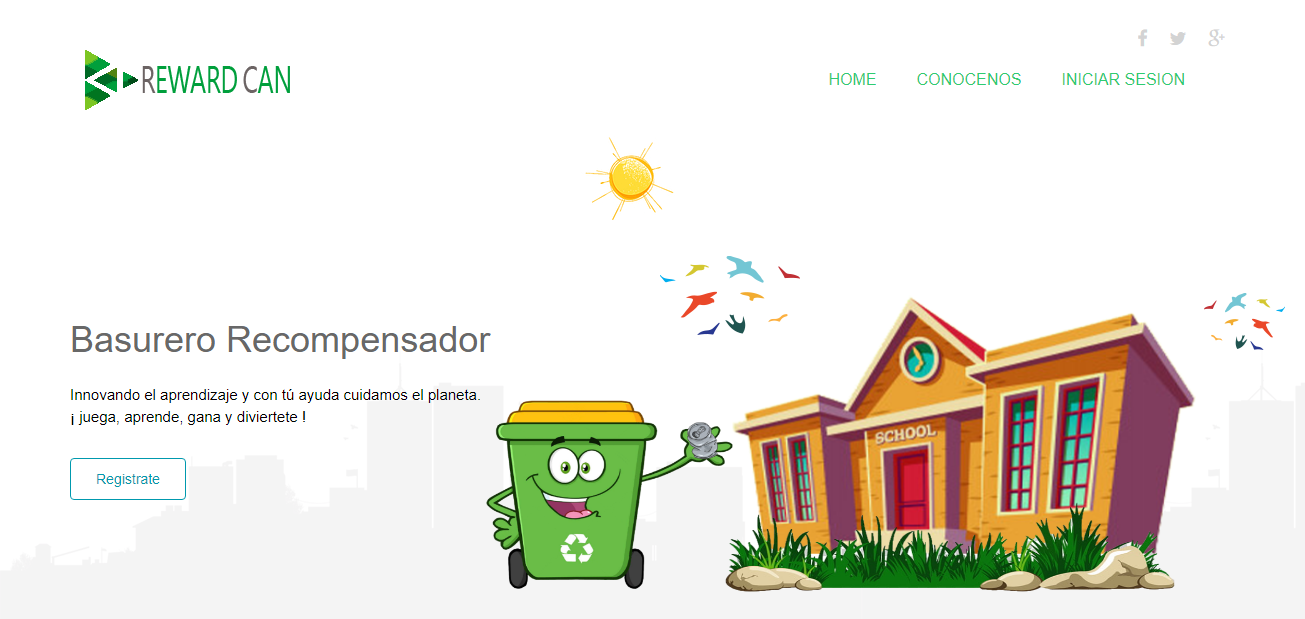 REWARD CAN
HOME CONOCENOS INICIAR SESION
Basurero Recompensador
Innovando el aprendizaje y con tú ayuda cuidamos el planeta.
¡ juega, aprende, gana y diviertete !
Registrate
SCHOOL